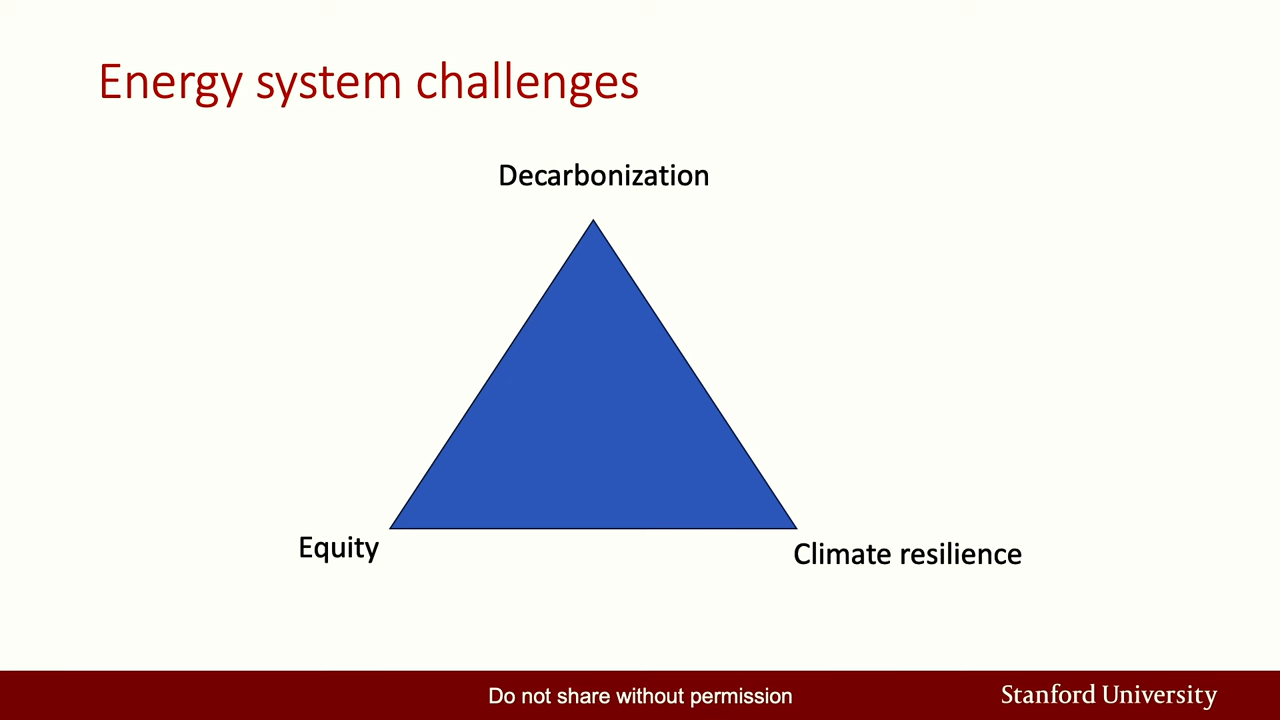 Energy system challenges
Decarbonization
Equity
Climate resilience
Do not share without permission
Stanford University